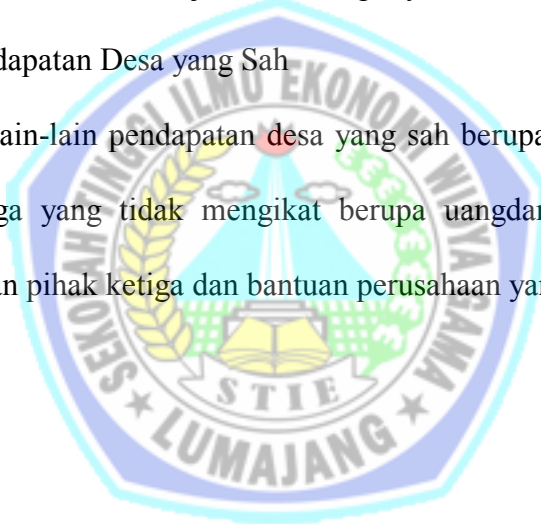 dapatan Desa yang Sah
ain-lain pendapatan desa yang sah berupa
ga yang tidak mengikat berupa uangdan
an pihak ketiga dan bantuan perusahaan yan
SEKOLAH TINGGI ILMU EKONOMI WIDYA GAMA
STIE
LUMAJANG